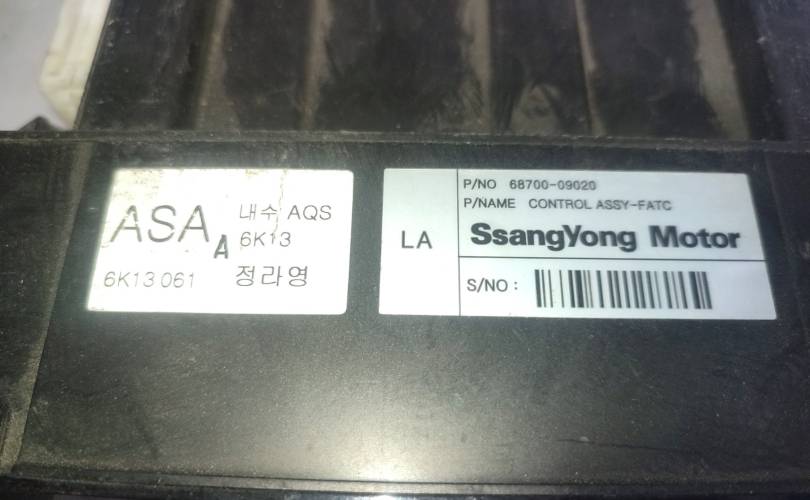 ASA A
내수 AQS
6K13
6K13 061
정라영
LA
P/NO 68700-09020
P/NAME CONTROL ASSY-FATC
SsangYong Motor
S/NO :